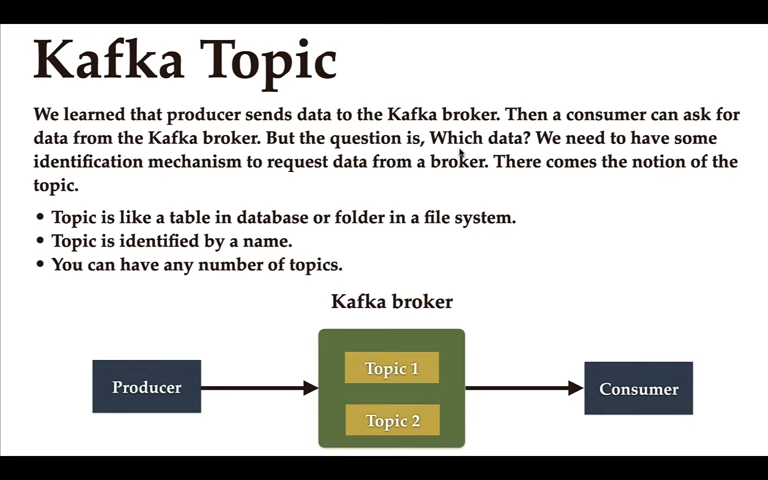 Kafka Topic
We learned that producer sends data to the Kafka broker. Then a consumer can ask for
data from the Kafka broker. But the question is, Which data? We need to have some
identification mechanism to request data from a broker. There comes the notion of the
topic.
• Topic is like a table in database or folder in a file system.
• Topic is identified by a name.
• You can have any number of topics.
Kafka broker
Producer
Topic 1
Topic 2
Consumer